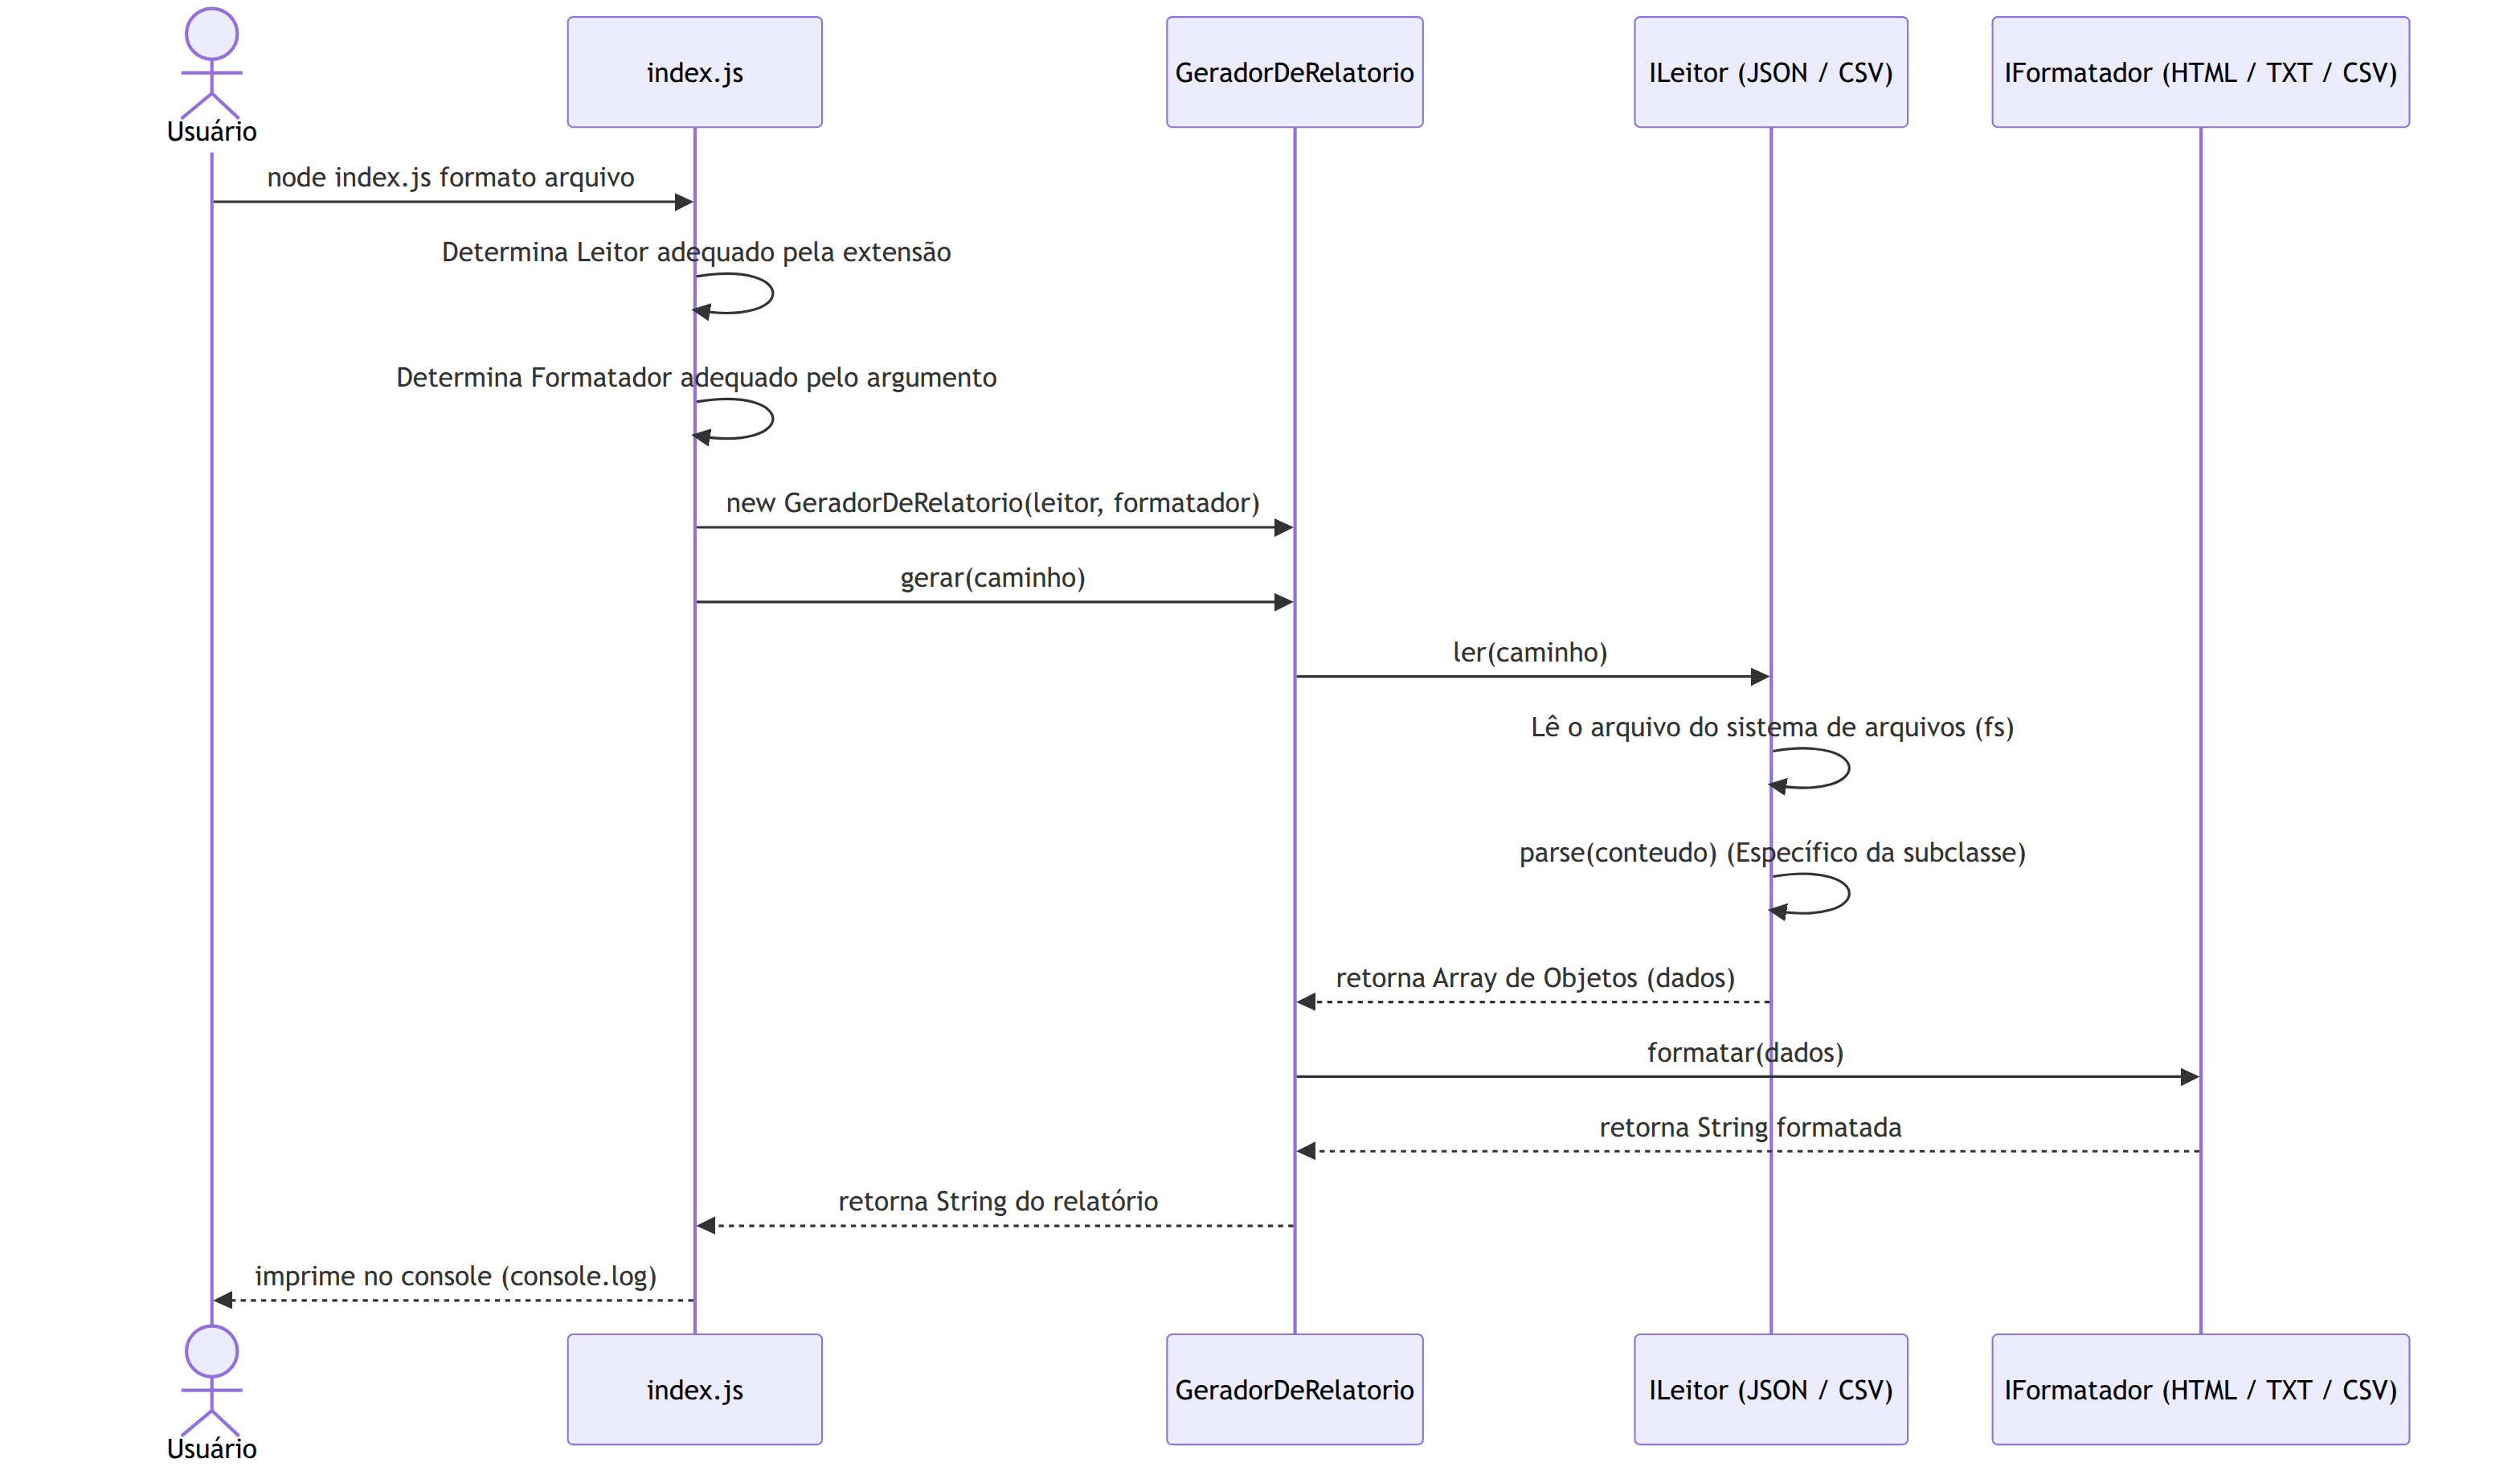 Usuário
index.js
GeradorDeRelatorio
ILeitor (JSON / CSV)
IFormatador (HTML / TXT / CSV)
node index.js formato arquivo
Determina Leitor adequado pela extensão
Determina Formatador adequado pelo argumento
new GeradorDeRelatorio(leitor, formatador)
gerar(caminho)
ler(caminho)
Lê o arquivo do sistema de arquivos (fs)
parse(conteudo) (Específico da subclasse)
retorna Array de Objetos (dados)
formatar(dados)
retorna String formatada
retorna String do relatório
imprime no console (console.log)
Usuário
index.js
GeradorDeRelatorio
ILeitor (JSON / CSV)
IFormatador (HTML / TXT / CSV)